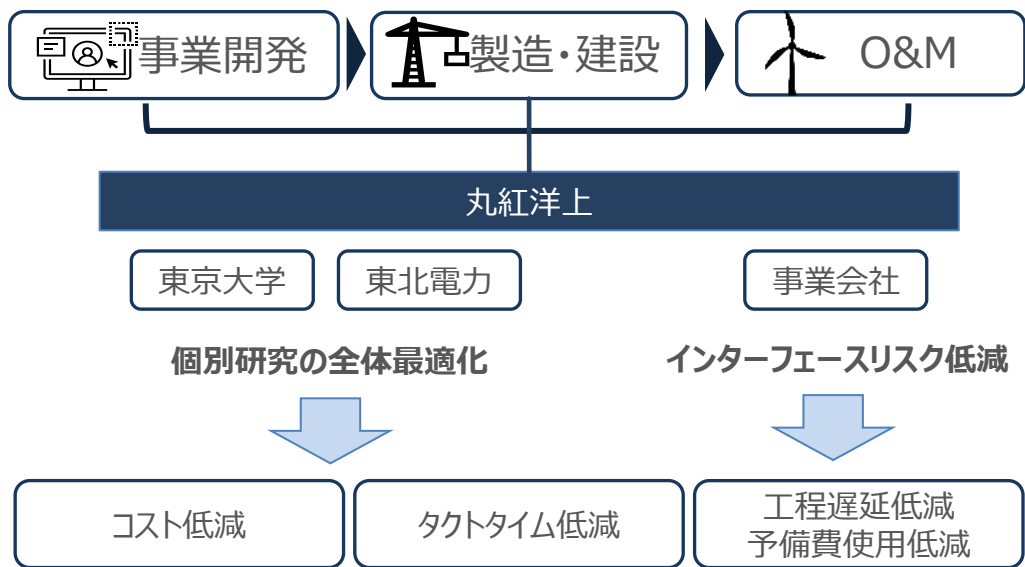 事業開発
製造・建設
O&M
丸紅洋上
東京大学
東北電力
事業会社
個別研究の全体最適化
インターフェースリスク低減
コスト低減
タクトタイム低減
工程遅延低減
予備費使用低減